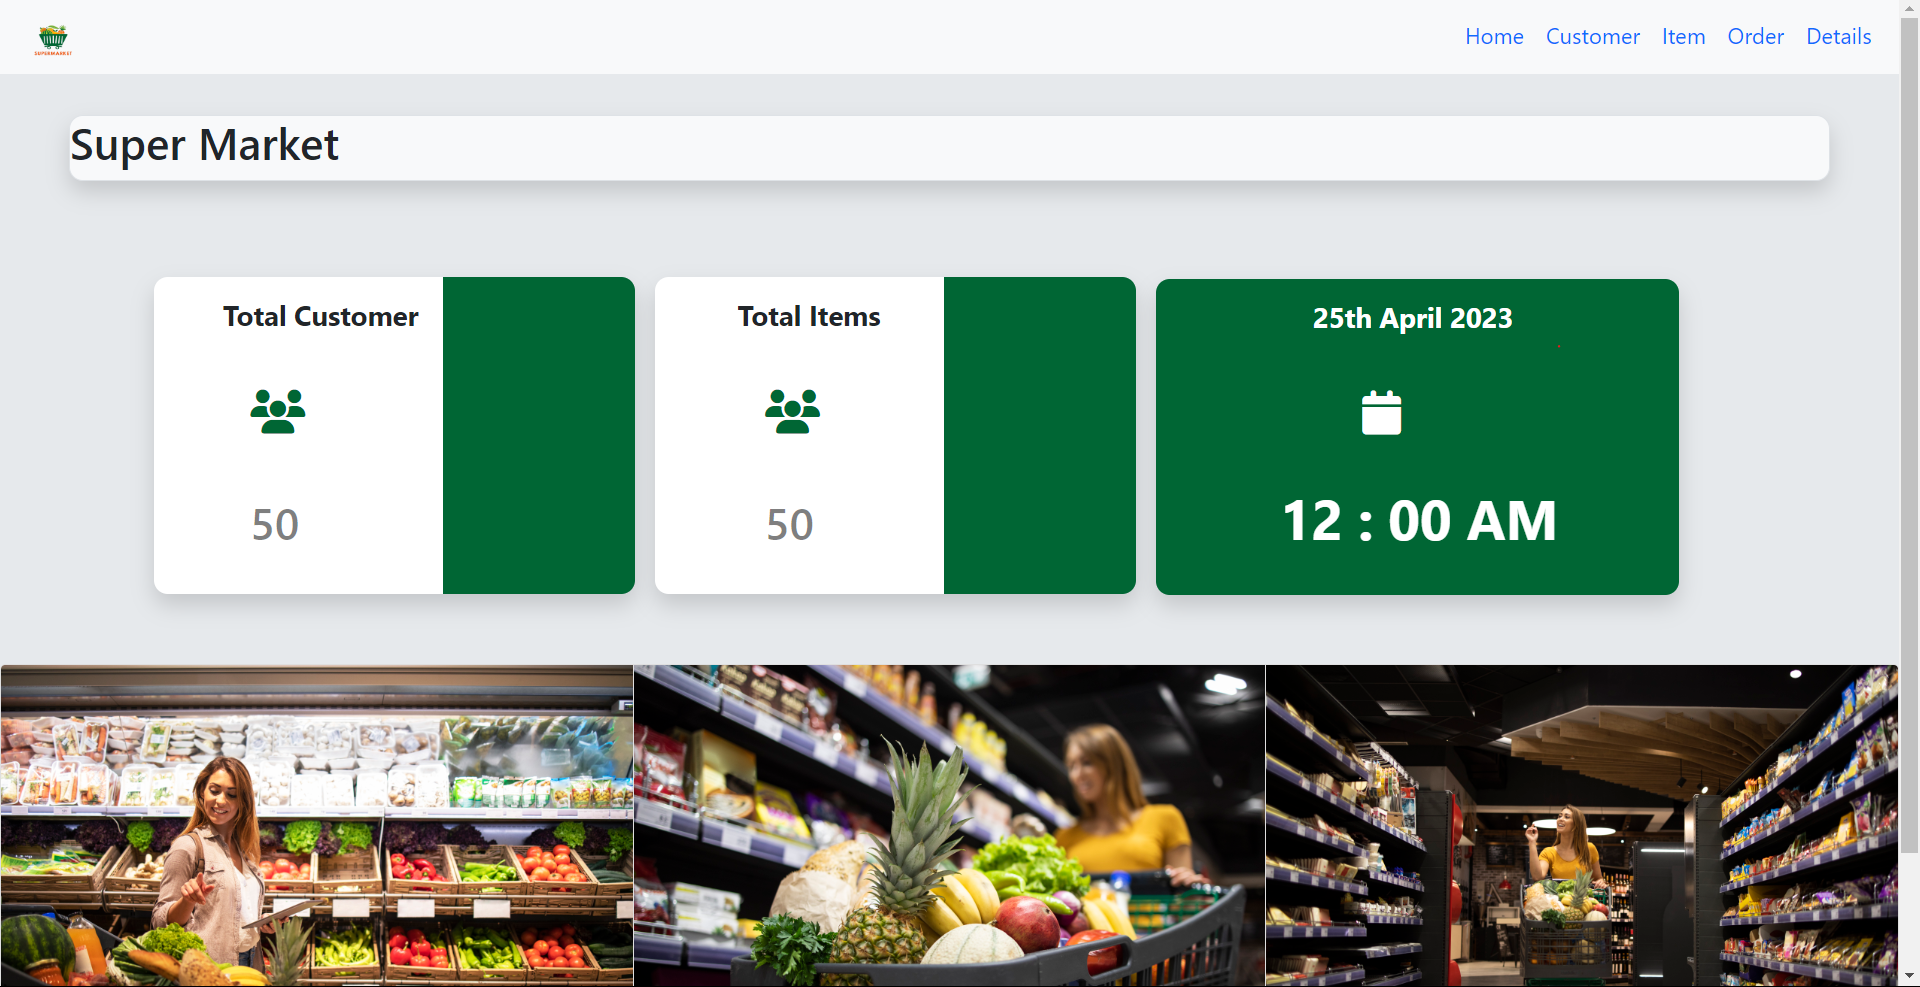 SUPERMARKET
Home Customer Item Order Details
Super Market
Total Customer
50
Total Items
50
25th April 2023
12 : 00 AM